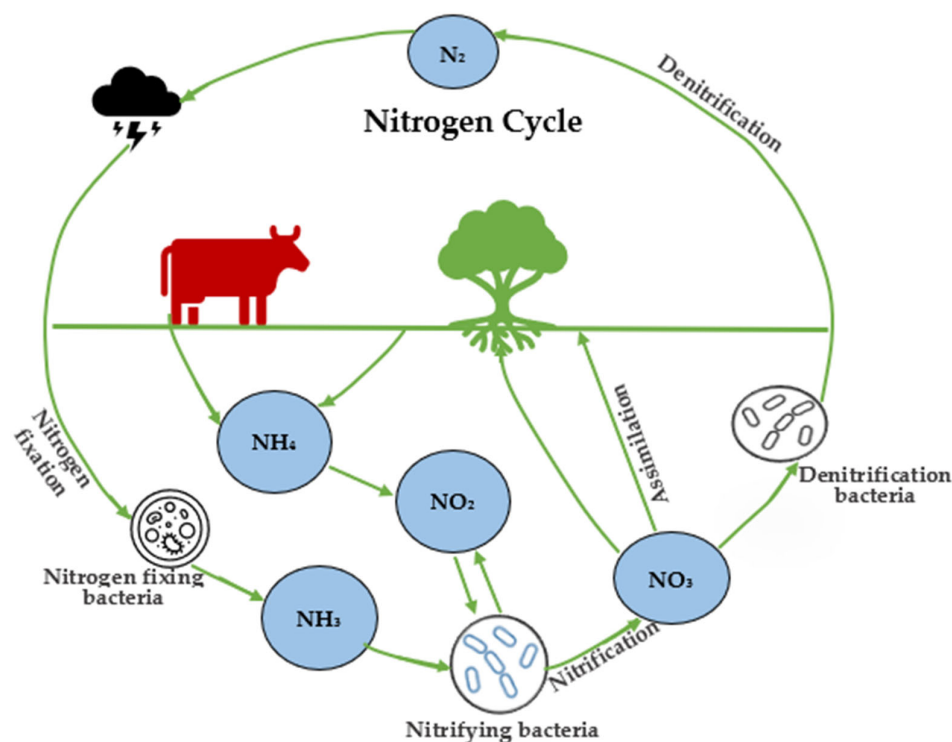 N₂
Denitrification
Nitrogen Cycle
Nitrogen
fixation
NH₄
NO₂
Assimilation
Denitrification
bacteria
Nitrogen fixing
bacteria
NH₃
NO₃
Nitrification
Nitrifying bacteria